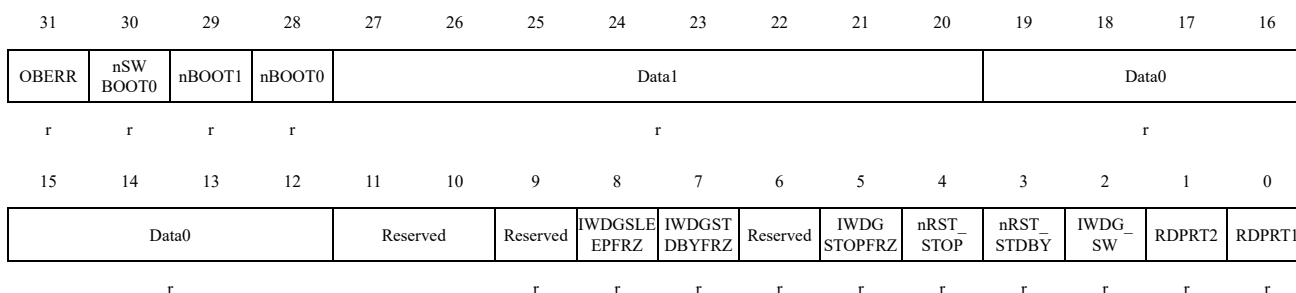 31 30 29 28 27 26 25 24 23 22 21 20 19 18 17 16
OBERR nSW BOOT0 nBOOT1 nBOOT0 Data1 Data0
r r r r r r
15 14 13 12 11 10 9 8 7 6 5 4 3 2 1 0
Data0 Reserved Reserved IWDGSLE EPFRZ IWDGST DBYFRZ Reserved IWDG STOPFRZ nRST_ STOP nRST_ STDBY IWDG_ SW RDPRT2 RDPRT1
r r r r r r r r r r r